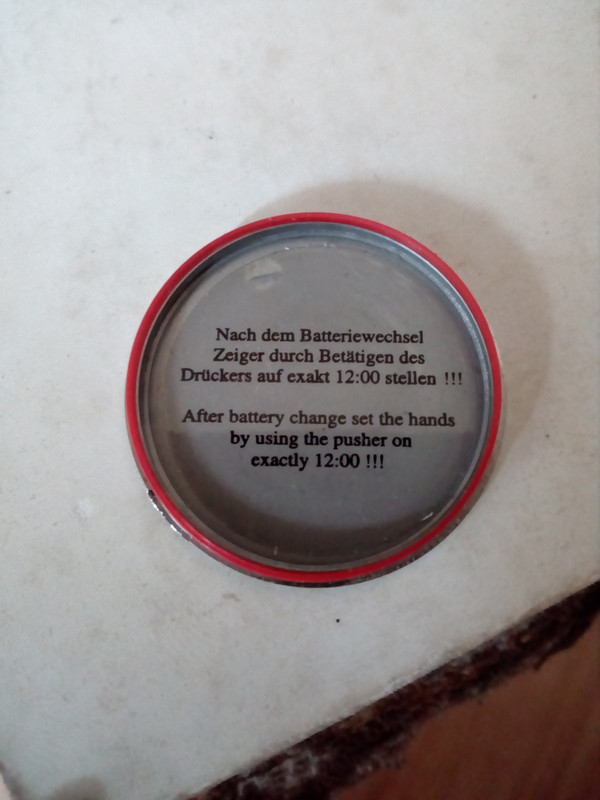 Nach dem Batteriewechsel
Zeiger durch Betätigen des
Drückers auf exakt 12:00 stellen !!!
After battery change set the hands
by using the pusher on
exactly 12:00 !!!